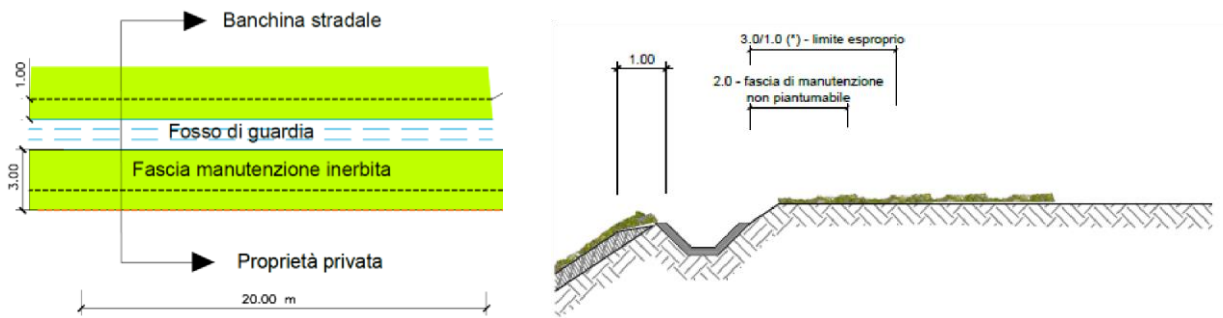 Banchina stradale
1.00
Fosso di guardia
Fascia manutenzione inerbita
3.00
Proprietà privata
20.00 m
3.0/1.0 (*) - limite esproprio
1.00
2.0 - fascia di manutenzione
non piantumabile